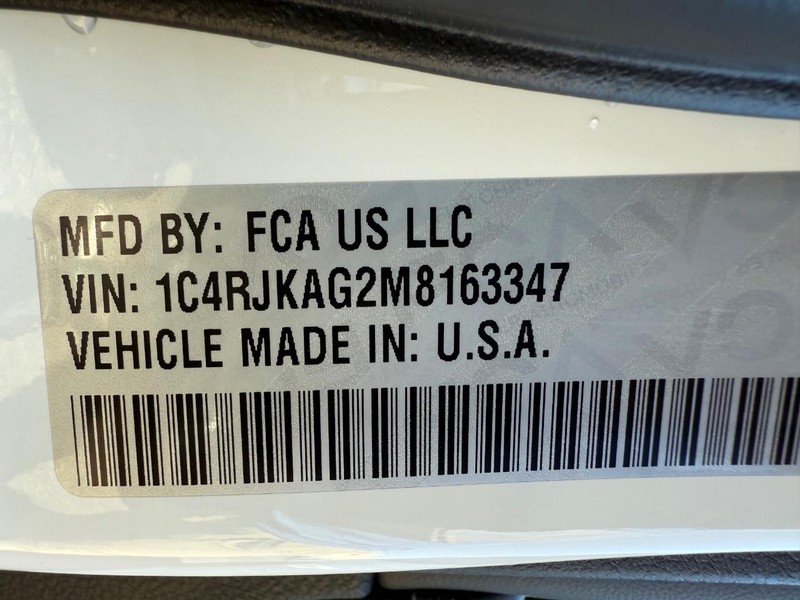 MFD BY: FCA US LLC
VIN: 1C4RJKAG2M8163347
VEHICLE MADE IN: U.S.A.